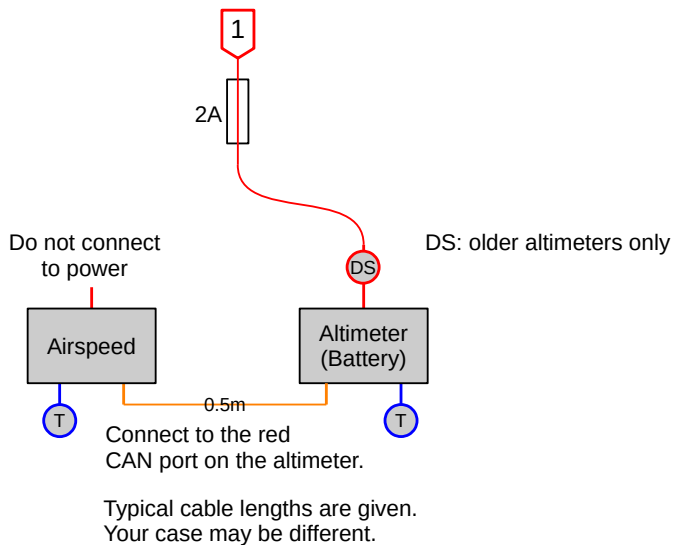 1
2A
Do not connect
to power
DS: older altimeters only
DS
Airspeed
Altimeter
(Battery)
0.5m
T
T
Connect to the red
CAN port on the altimeter.
Typical cable lengths are given.
Your case may be different.